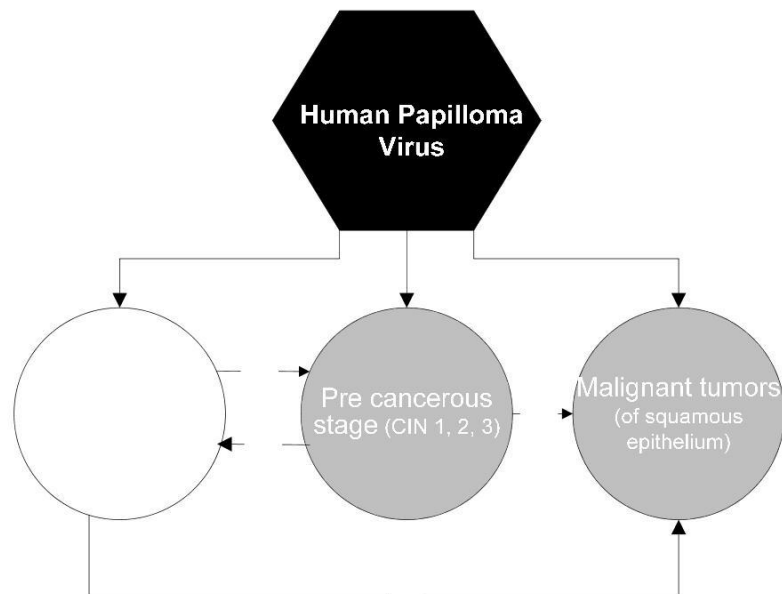 Human Papilloma
Virus
Pre cancerous
stage (CIN 1, 2, 3)
Malignant tumors
(of squamous
epithelium)